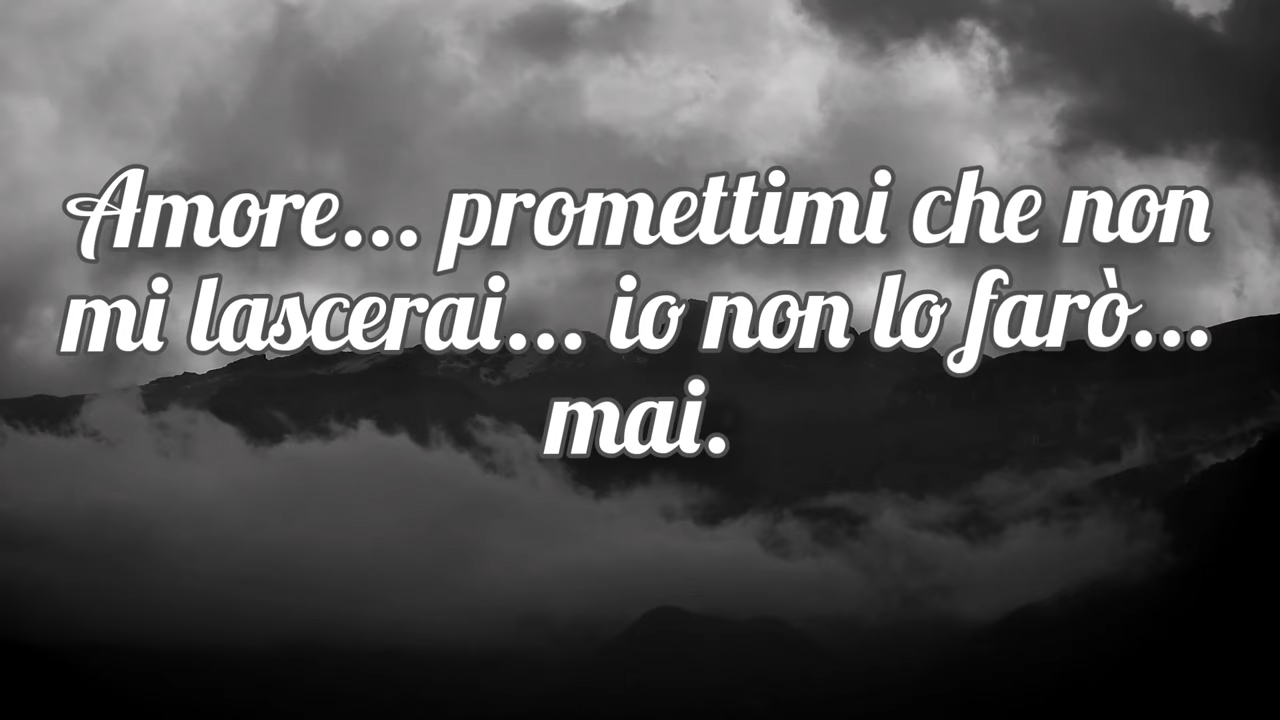 Amore... promettimi che non
mi lascerai... io non lo farò...
mai.